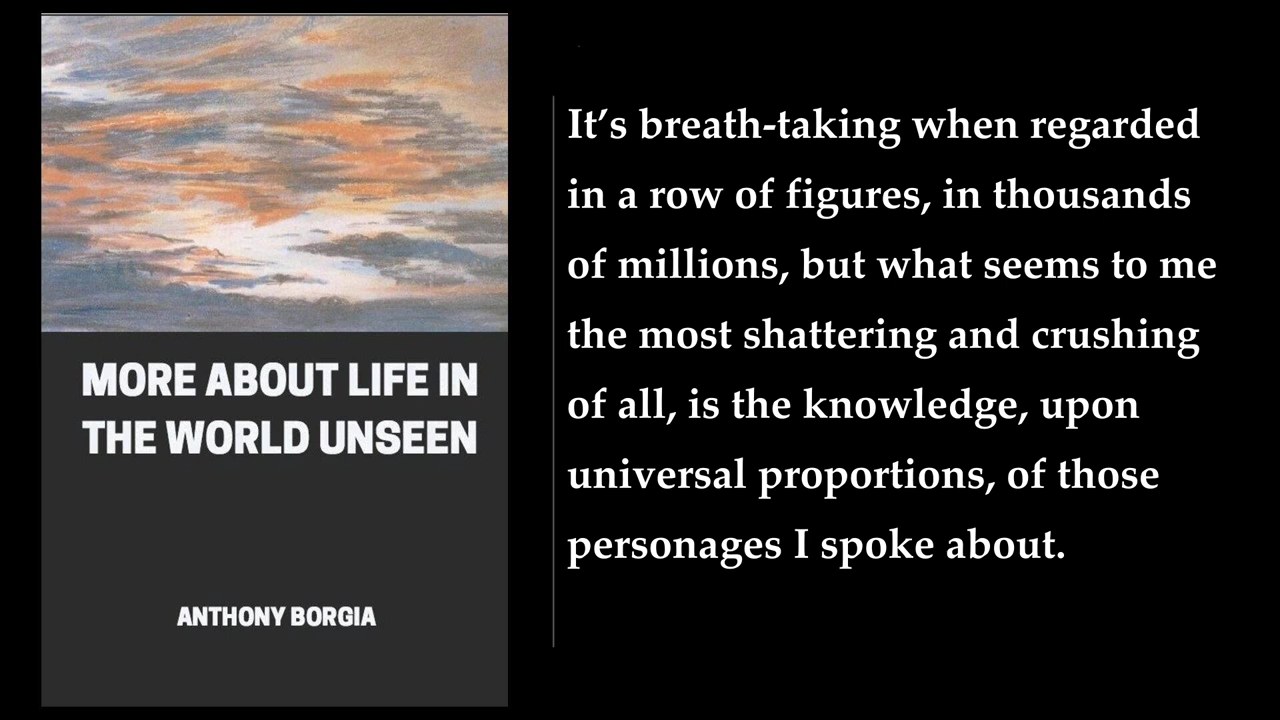 MORE ABOUT LIFE IN
THE WORLD UNSEEN
ANTHONY BORGIA
It’s breath-taking when regarded
in a row of figures, in thousands
of millions, but what seems to me
the most shattering and crushing
of all, is the knowledge, upon
universal proportions, of those
personages I spoke about.